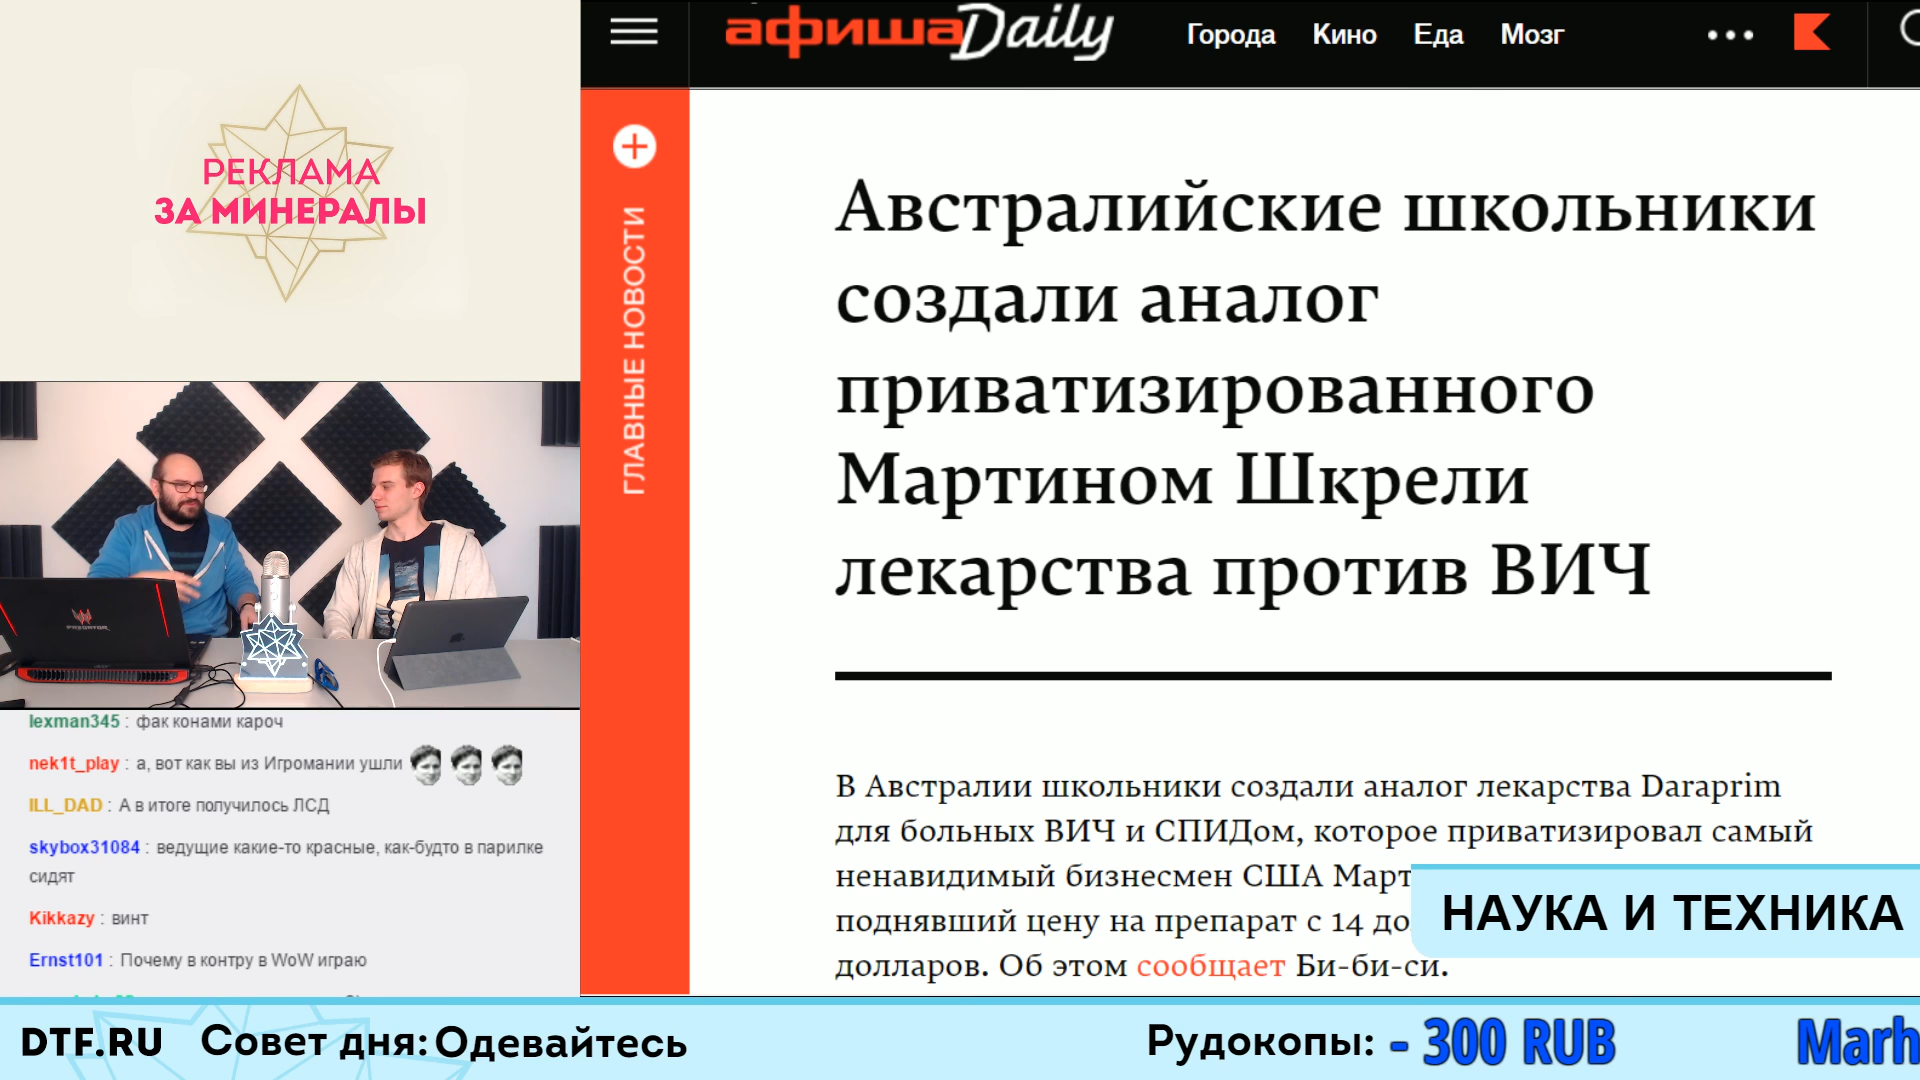 РЕКЛАМА
ЗА МИНЕРАЛЫ
PREDATOR
lexman345 : фак конами кароч
nek1t_play : а, вот как вы из Игромании ушли
ILL_DAD : А в итоге получилось ЛСД
skybox31084 : ведущие какие-то красные, как-будто в парилке
сидят
Kikkazy : винт
Ernst101 : Почему в контру в WoW играю
афишаDaily
Города Кино Еда Мозг
ГЛАВНЫЕ НОВОСТИ
Австралийские школьники
создали аналог
приватизированного
Мартином Шкрели
лекарства против ВИЧ
В Австралии школьники создали аналог лекарства Daraprim
для больных ВИЧ и СПИДом, которое приватизировал самый
ненавидимый бизнесмен США Март
поднявший цену на препарат с 14 до
долларов. Об этом сообщает Би-би-си.
НАУКА И ТЕХНИКА
DTF.RU Совет дня: Одевайтесь
Рудокопы: - 300 RUB Marh